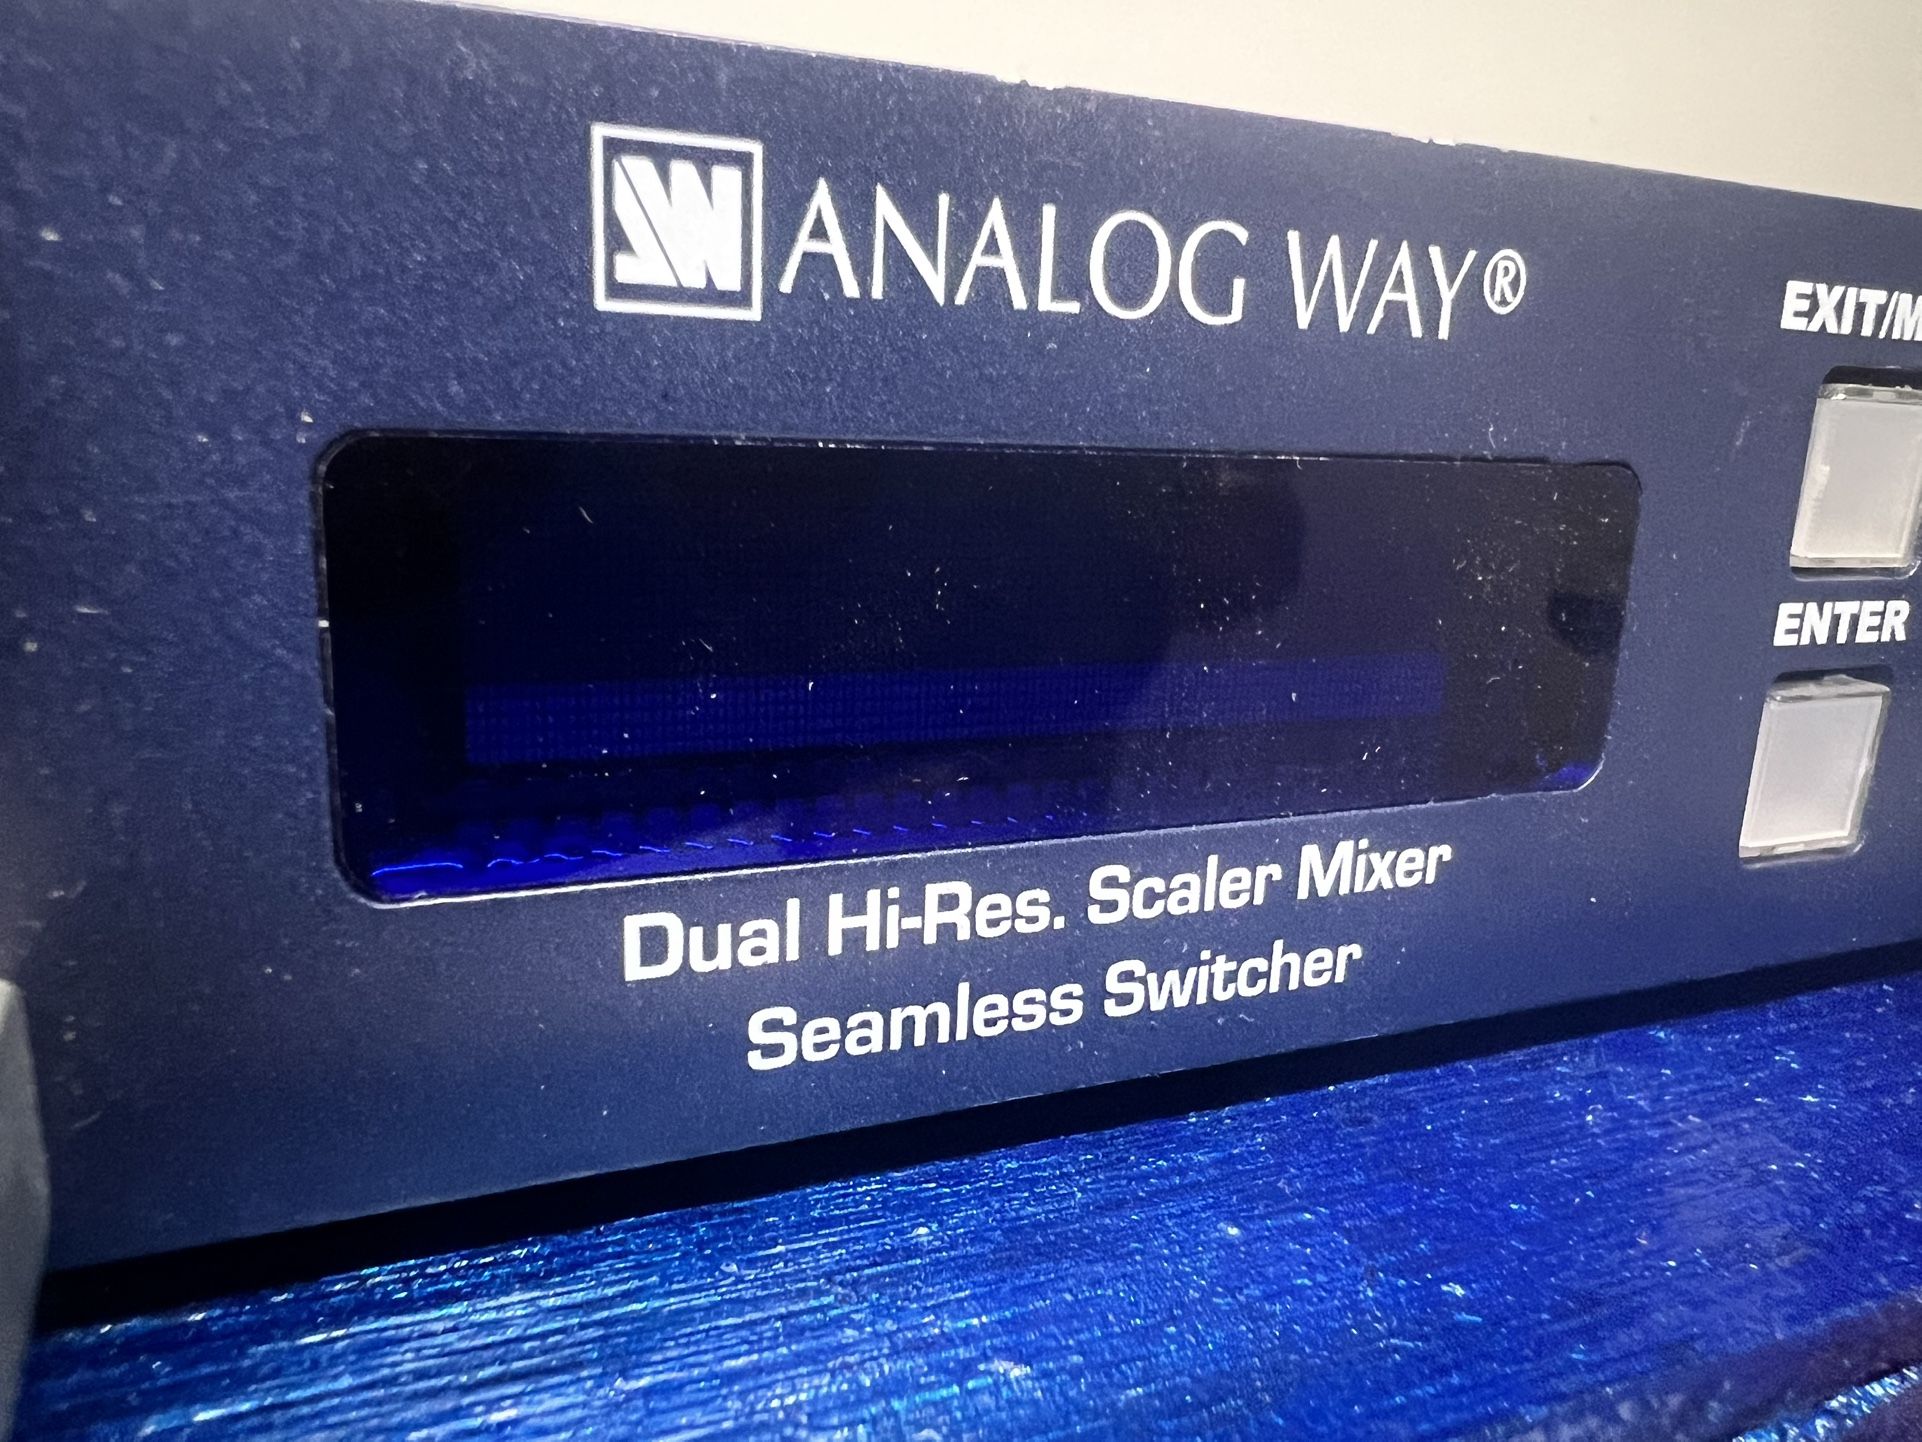 ANALOG WAY®
EXIT/M
ENTER
Dual Hi-Res. Scaler Mixer
Seamless Switcher